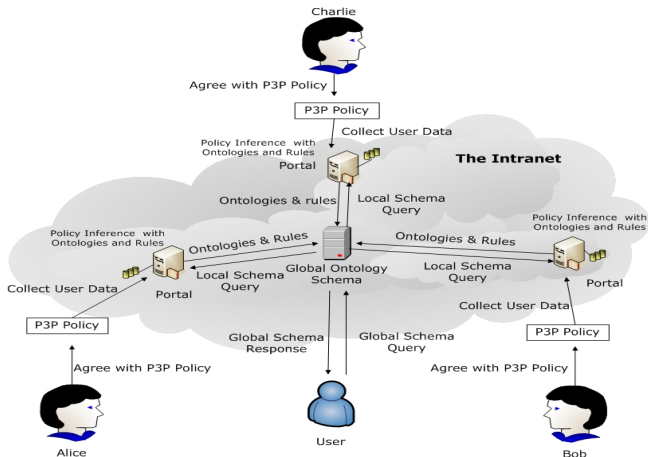 Charlie
Agree with P3P Policy
P3P Policy
Collect User Data
Policy Inference with
Ontologies and Rules
Portal
The Intranet
Ontologies & rules
Local Schema
Query
Policy Inference with
Ontologies and Rules
Ontologies & Rules
Local Schema
Query
Portal
Global Ontology
Schema
Policy Inference with
Ontologies and Rules
Ontologies & Rules
Local Schema
Query
Portal
Collect User Data
P3P Policy
Agree with P3P Policy
Alice
Global Schema
Response
Global Schema
Query
User
Collect User Data
P3P Policy
Agree with P3P Policy
Bob